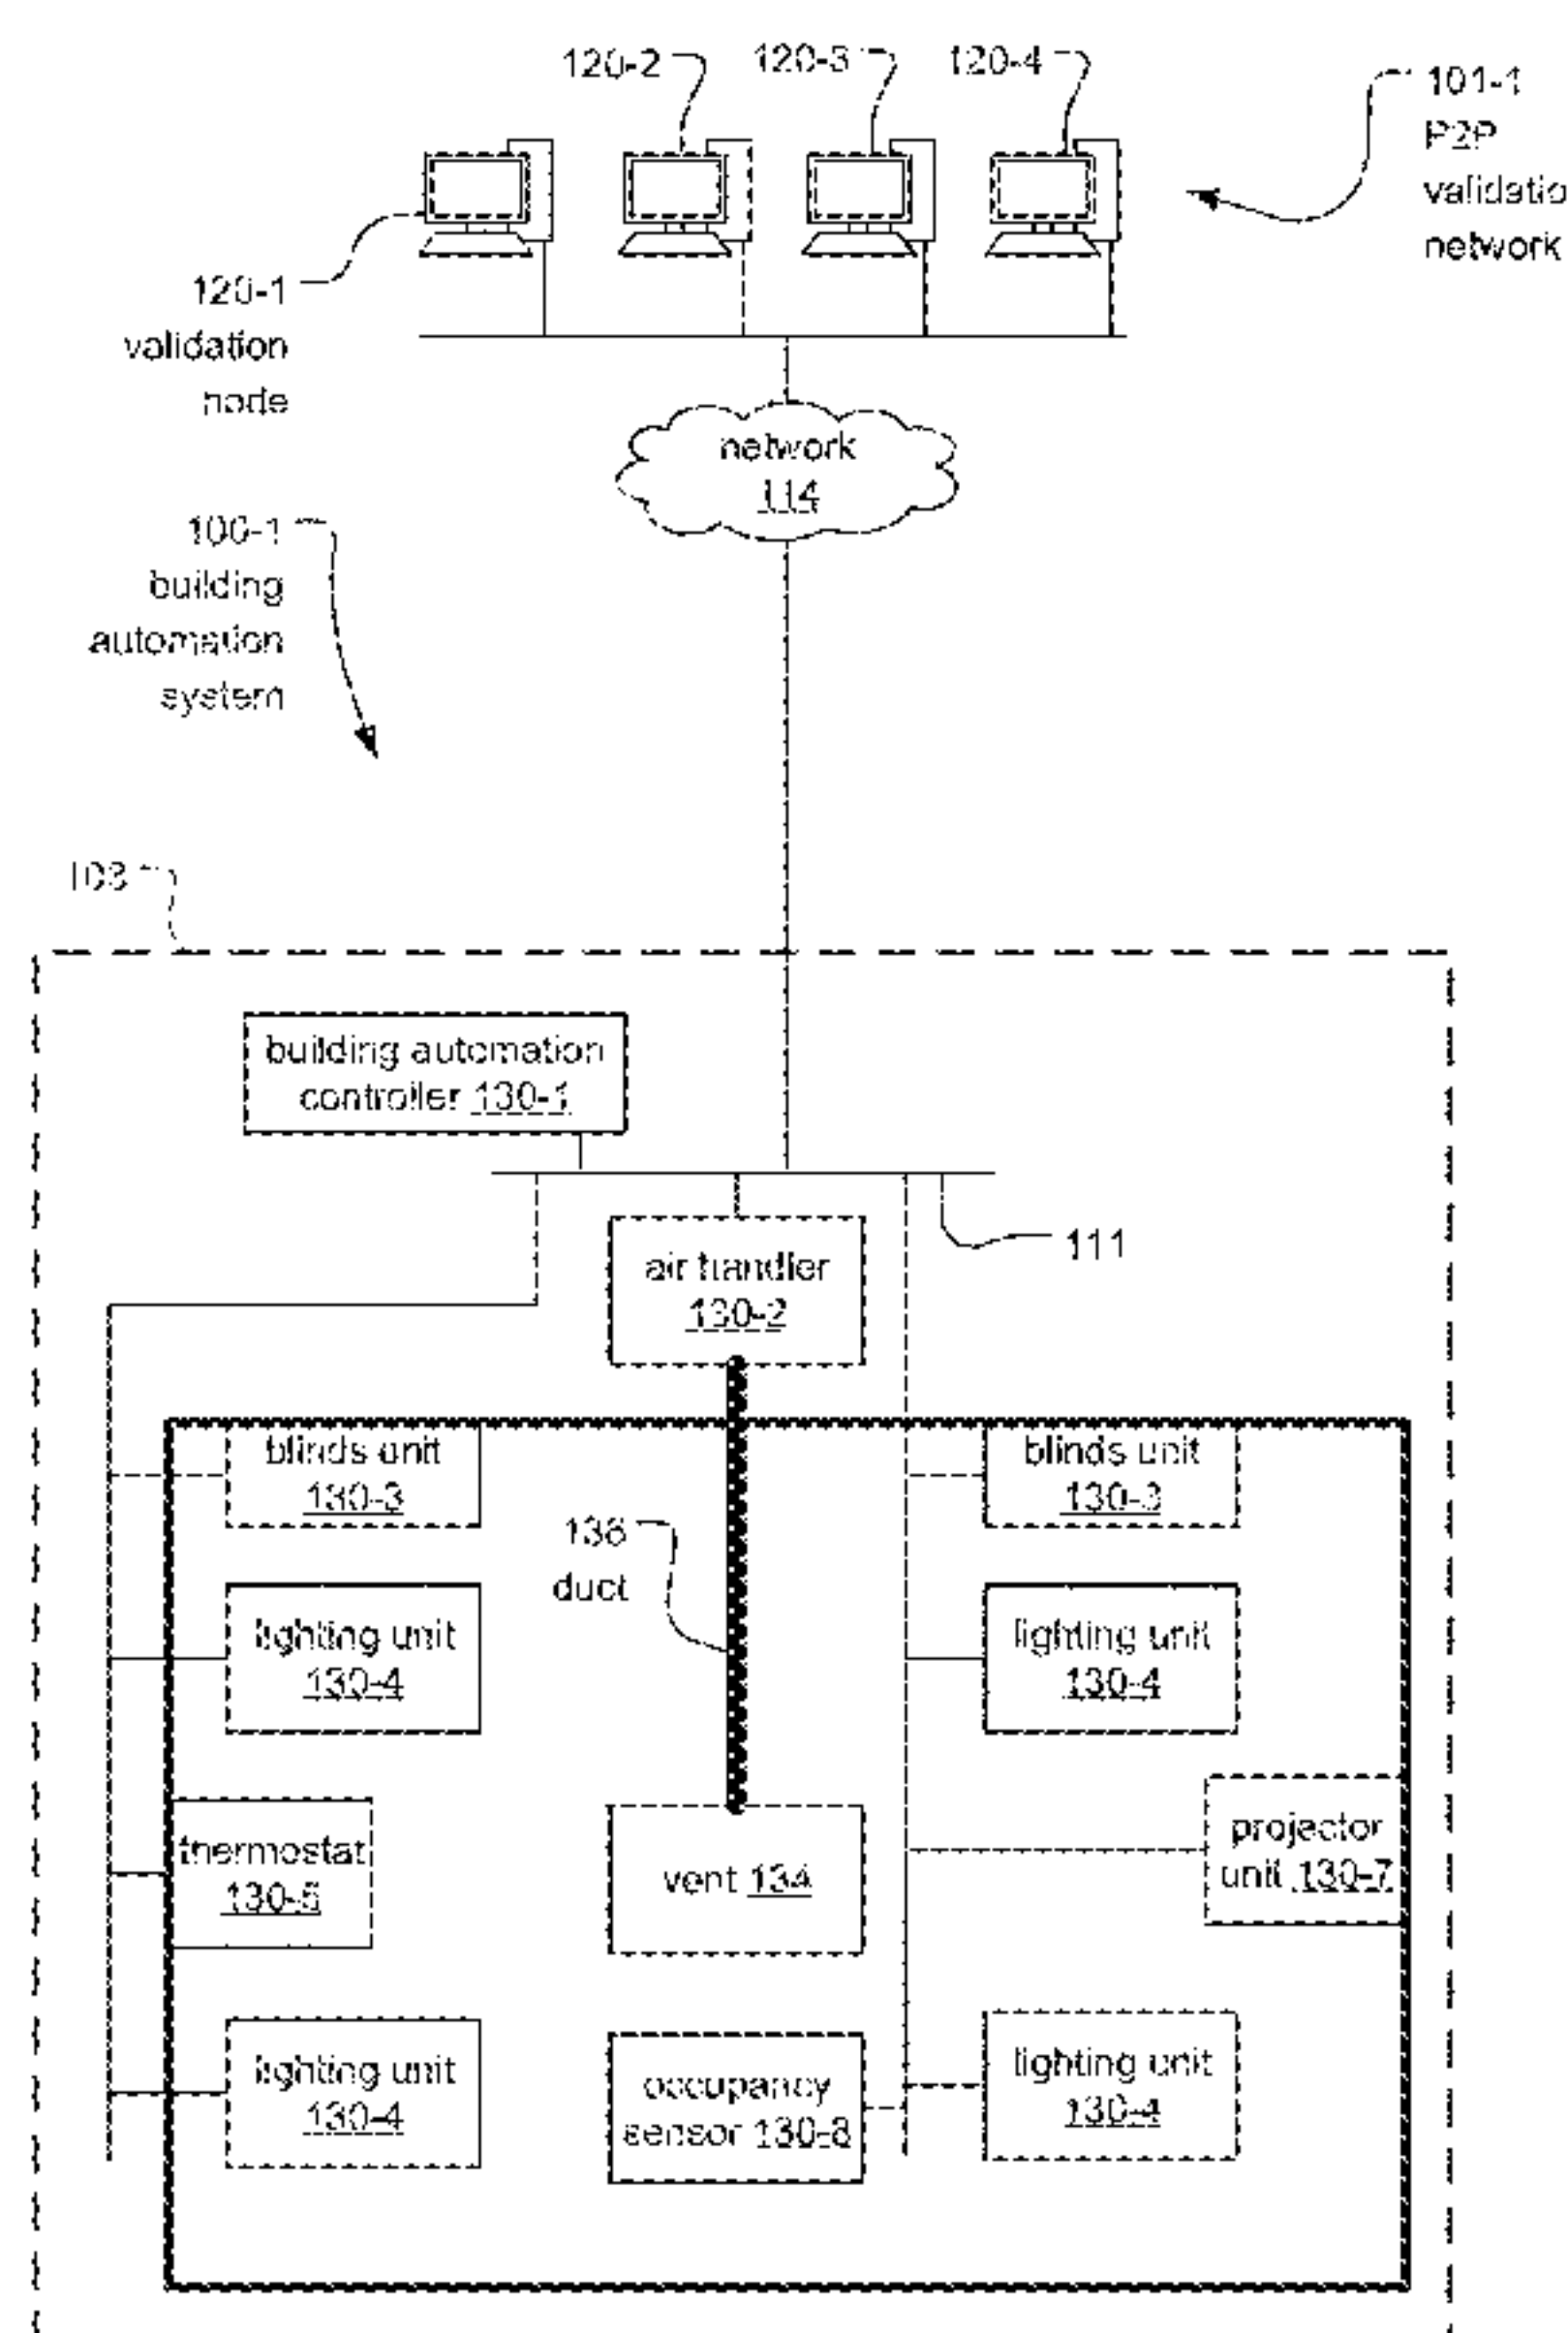 120-2
120-3
120-4
101-1
P2P
validatio
network
120-1
validation
node
network
114
100-1
building
automation
system
103
building automation
controller 130-1
111
air handler
130-2
blinds unit
130-3
blinds unit
130-3
136
duct
lighting unit
130-4
lighting unit
130-4
thermostat
130-5
vent 134
projector
unit 130-7
lighting unit
130-4
occupancy
sensor 130-8
lighting unit
130-4